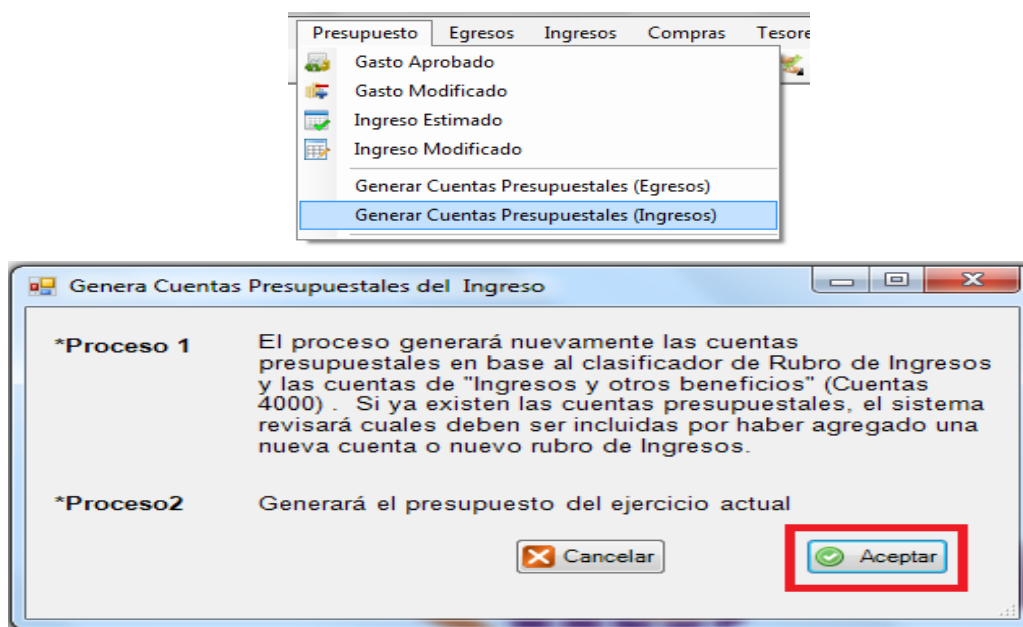 Presupuesto Egresos Ingresos Compras Tesore
Gasto Aprobado
Gasto Modificado
Ingreso Estimado
Ingreso Modificado
Generar Cuentas Presupuestales (Egresos)
Generar Cuentas Presupuestales (Ingresos)
Genera Cuentas Presupuestales del Ingreso
*Proceso 1 El proceso generará nuevamente las cuentas
presupuestales en base al clasificador de Rubro de Ingresos
y las cuentas de "Ingresos y otros beneficios" (Cuentas
4000) . Si ya existen las cuentas presupuestales, el sistema
revisará cuales deben ser incluidas por haber agregado una
nueva cuenta o nuevo rubro de Ingresos.
*Proceso2 Generará el presupuesto del ejercicio actual
Cancelar Aceptar